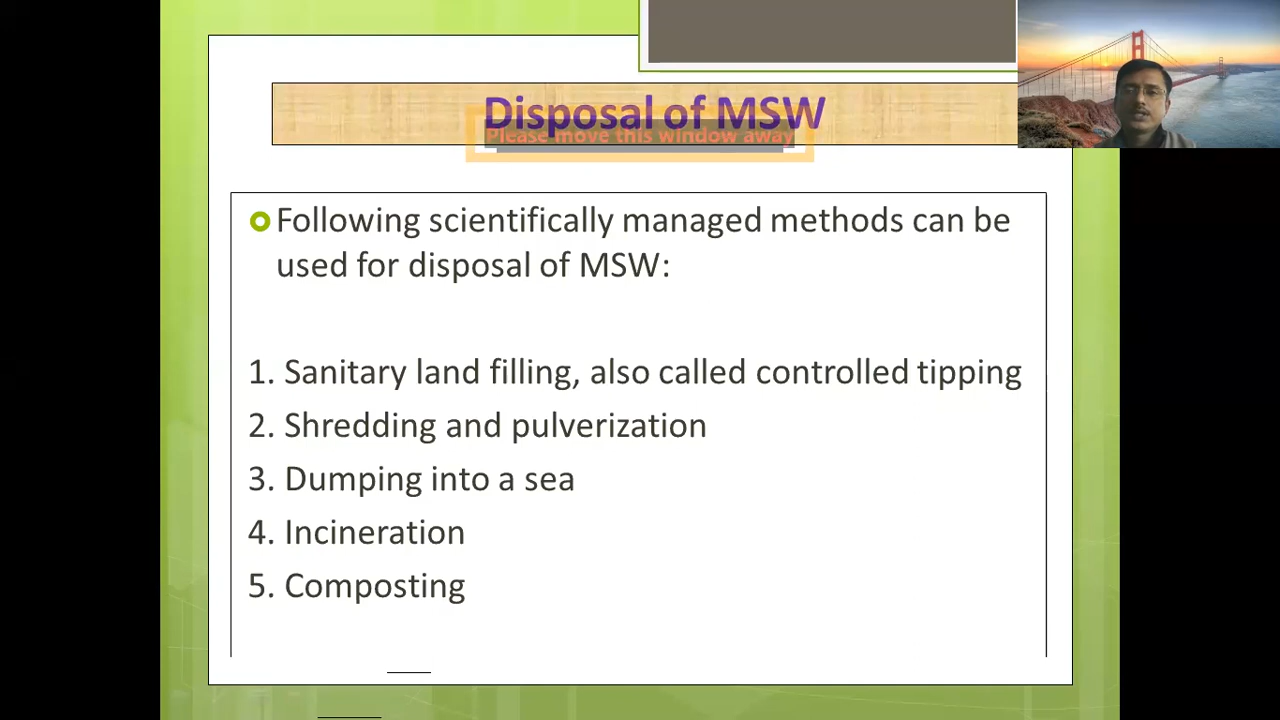 Disposal of MSW
Please move this window away
Following scientifically managed methods can be
used for disposal of MSW:
1. Sanitary land filling, also called controlled tipping
2. Shredding and pulverization
3. Dumping into a sea
4. Incineration
5. Composting